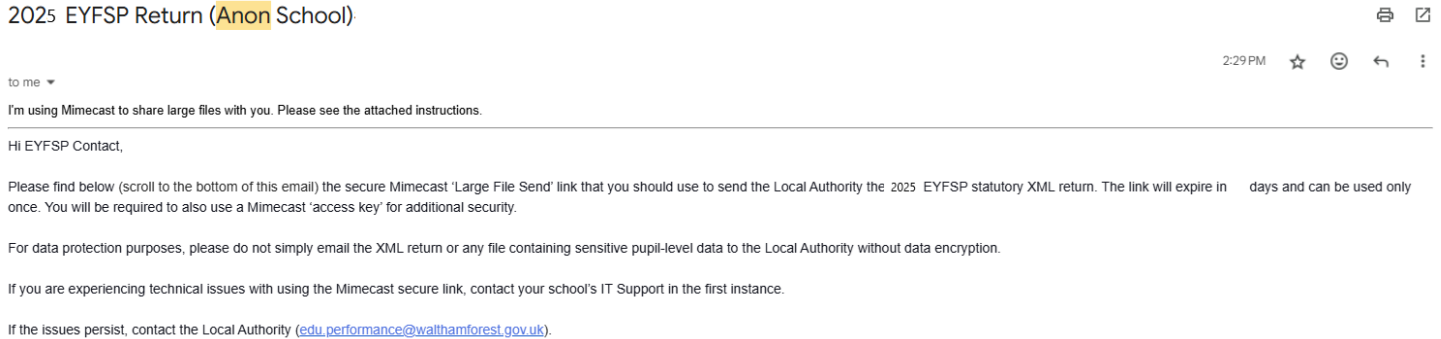 2025 EYFSP Return (Anon School)
2:29 PM
to me
I'm using Mimecast to share large files with you. Please see the attached instructions.
Hi EYFSP Contact,
Please find below (scroll to the bottom of this email) the secure Mimecast ‘Large File Send’ link that you should use to send the Local Authority the 2025 EYFSP statutory XML return. The link will expire in days and can be used only
once. You will be required to also use a Mimecast ‘access key’ for additional security.
For data protection purposes, please do not simply email the XML return or any file containing sensitive pupil-level data to the Local Authority without data encryption.
If you are experiencing technical issues with using the Mimecast secure link, contact your school’s IT Support in the first instance.
If the issues persist, contact the Local Authority (edu.performance@walthamforest.gov.uk).